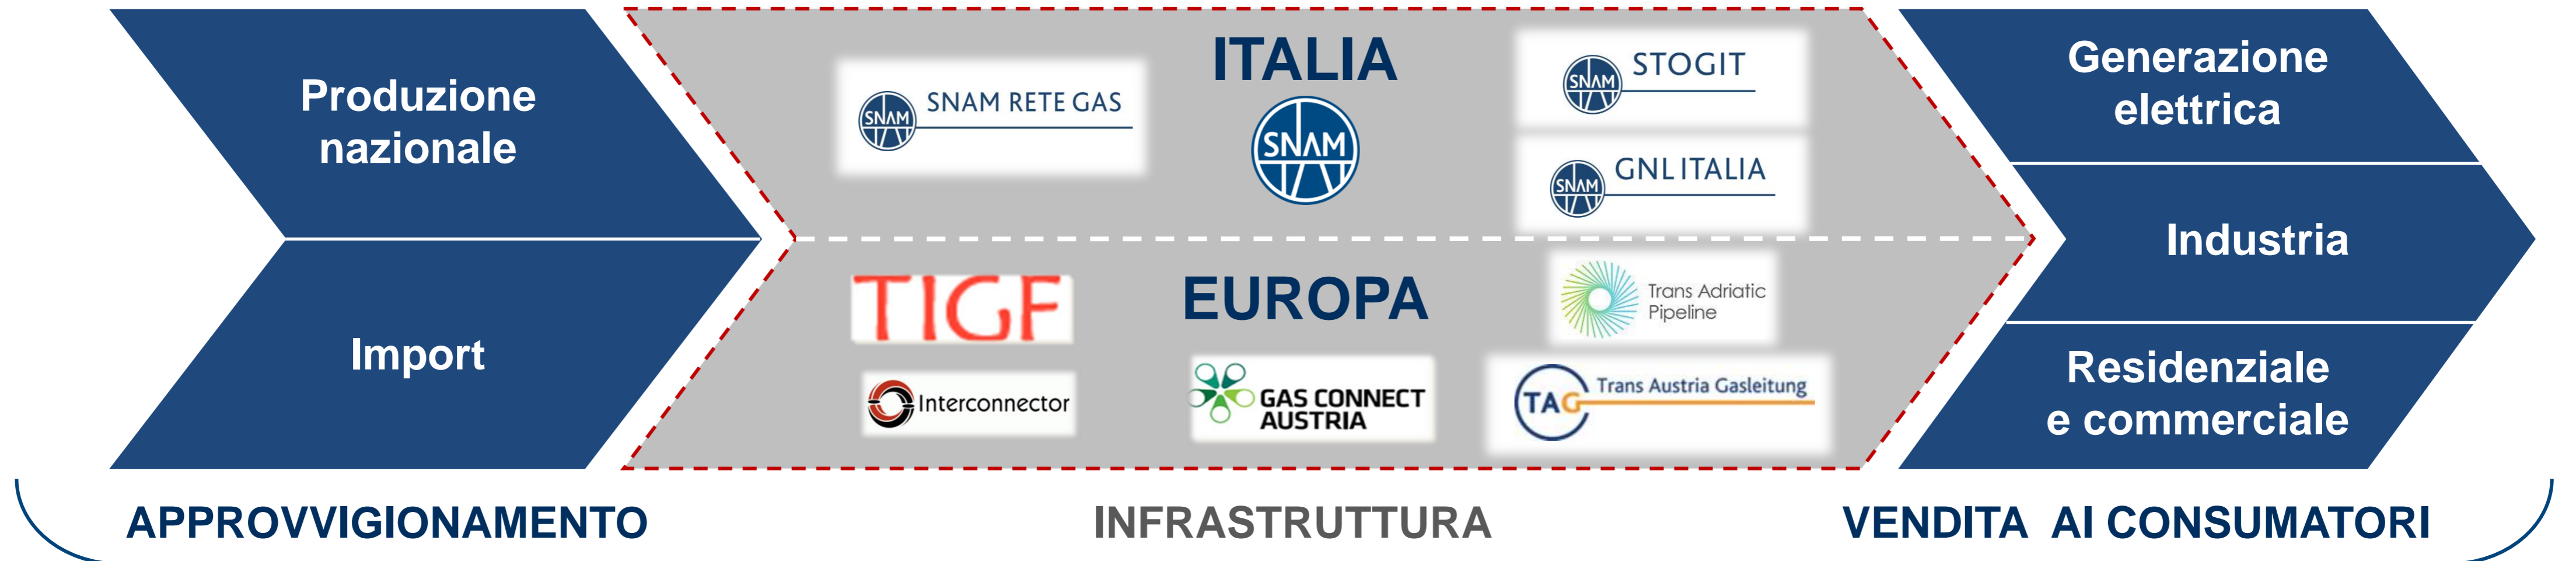 Produzione
nazionale
Import
ITALIA
SNAM
SNAM RETE GAS
SNAM
SNAM
STOGIT
SNAM
GNL ITALIA
EUROPA
TIGF
Trans Adriatic
Pipeline
Interconnector
GAS CONNECT
AUSTRIA
TAG
Trans Austria Gasleitung
Generazione
elettrica
Industria
Residenziale
e commerciale
APPROVVIGIONAMENTO
INFRASTRUTTURA
VENDITA AI CONSUMATORI